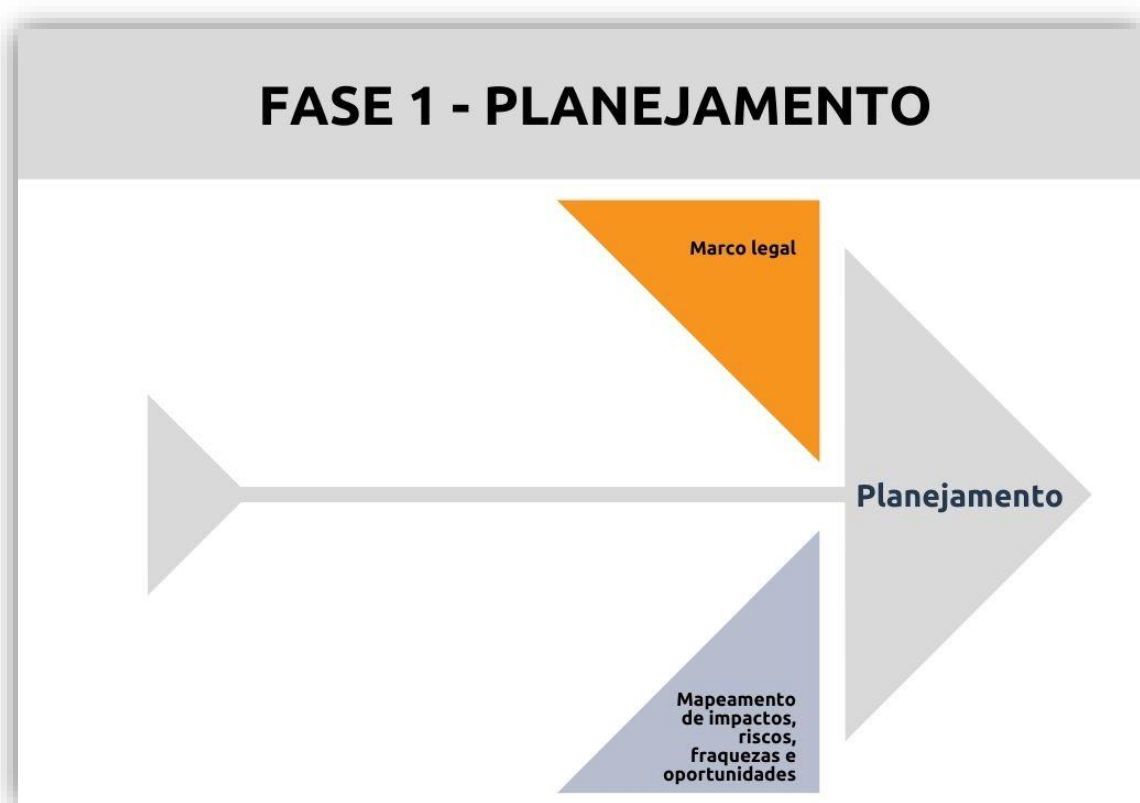 FASE 1 - PLANEJAMENTO
Marco legal
Planejamento
Mapeamento
de impactos,
riscos,
fraquezas e
oportunidades